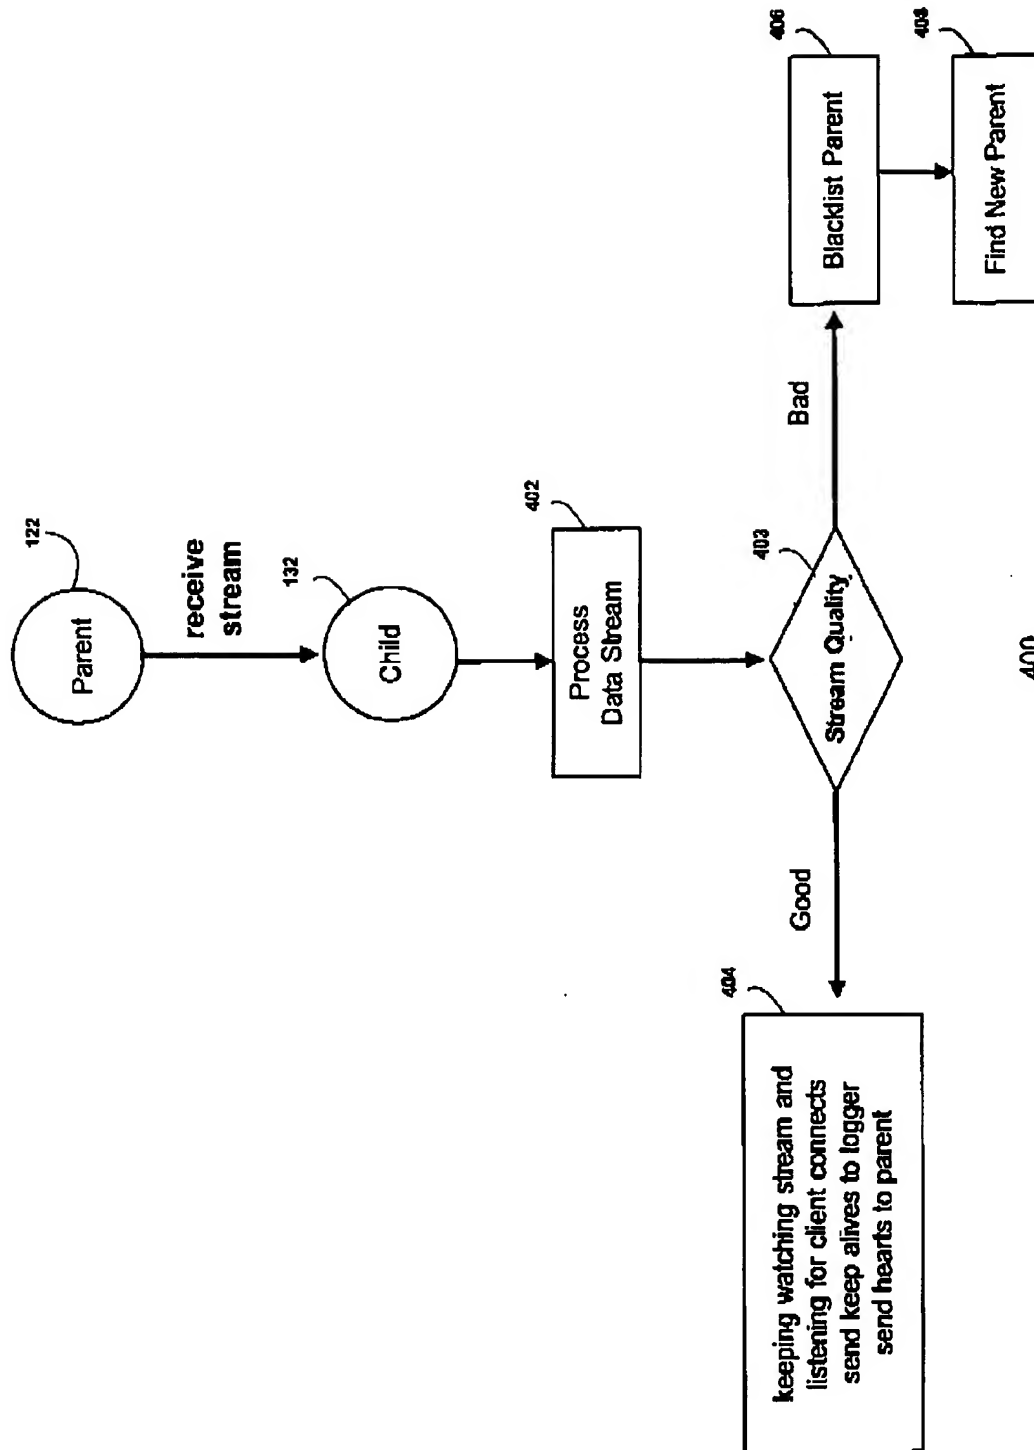 Parent
122
receive
stream
Child
132
Process
Data Stream
402
Stream Quality
403
Good
Bad
keeping watching stream and
listening for client connects
send keep alives to logger
send hearts to parent
404
Blacklist Parent
406
Find New Parent
408
400